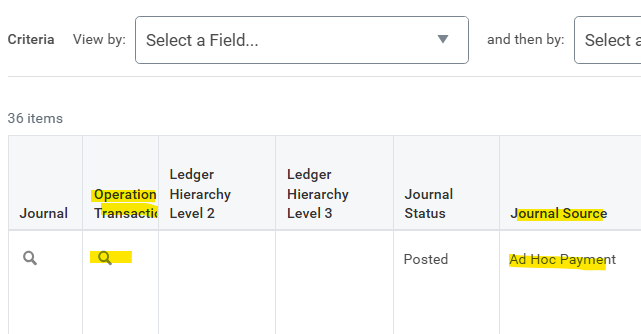 Criteria View by: Select a Field... and then by: Select a
36 items
Journal
Operation
Transactio
Ledger
Hierarchy
Level 2
Ledger
Hierarchy
Level 3
Journal
Status
Journal Source
Posted
Ad Hoc Payment